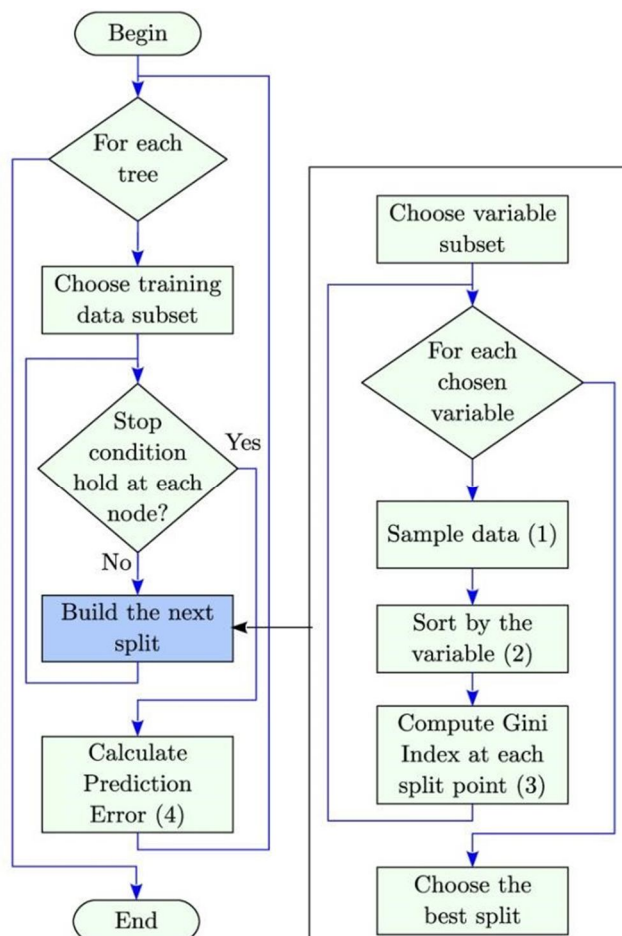 Begin
For each
tree
Choose training
data subset
Stop
condition
hold at each
node?
Yes
No
Build the next
split
Calculate
Prediction
Error (4)
End
Choose variable
subset
For each
chosen
variable
Sample data (1)
Sort by the
variable (2)
Compute Gini
Index at each
split point (3)
Choose the
best split